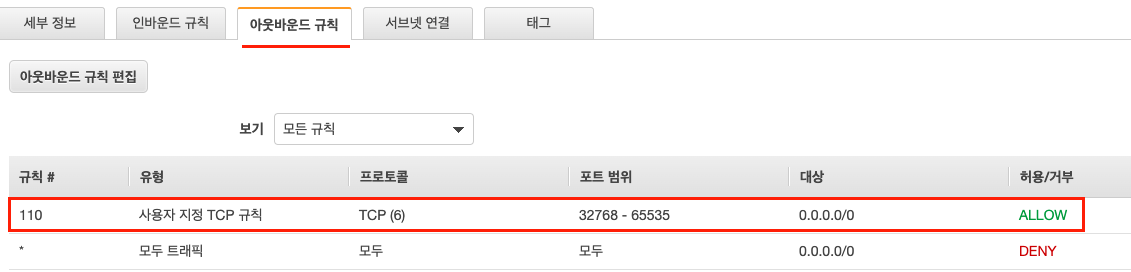 세부 정보 인바운드 규칙 아웃바운드 규칙 서브넷 연결 태그
아웃바운드 규칙 편집
보기 모든 규칙
규칙 # 유형 프로토콜 포트 범위 대상 허용/거부
110 사용자 지정 TCP 규칙 TCP (6) 32768 - 65535 0.0.0.0/0 ALLOW
* 모두 트래픽 모두 모두 0.0.0.0/0 DENY